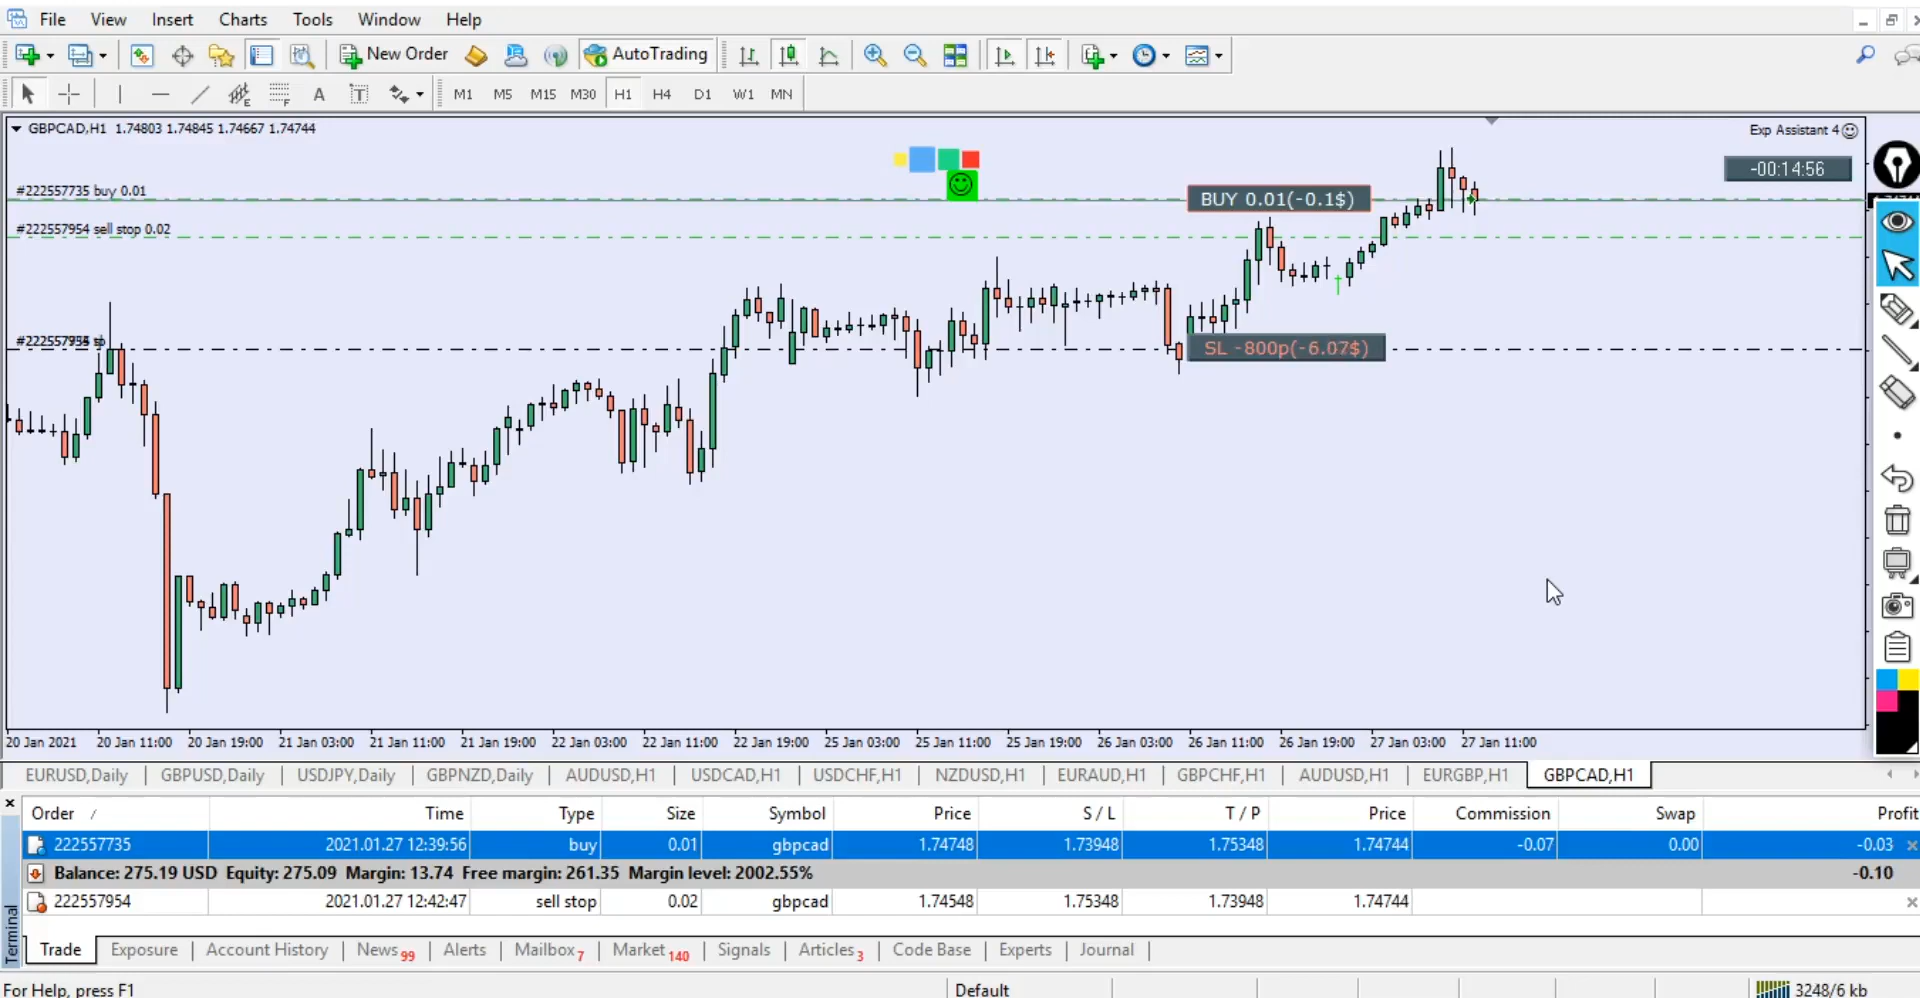 File View Insert Charts Tools Window Help
New Order AutoTrading
A T M1 M5 M15 M30 H1 H4 D1 W1 MN
GBPCAD,H1 1.74803 1.74845 1.74667 1.74744
Exp Assistant 4
-00:14:56
#222557735 buy 0.01
BUY 0.01(-0.1$)
#222557954 sell stop 0.02
SL -800p(-6.07$)
20 Jan 2021 20 Jan 11:00 20 Jan 19:00 21 Jan 03:00 21 Jan 11:00 21 Jan 19:00 22 Jan 03:00 22 Jan 11:00 22 Jan 19:00 25 Jan 03:00 25 Jan 11:00 25 Jan 19:00 26 Jan 03:00 26 Jan 11:00 26 Jan 19:00 27 Jan 03:00 27 Jan 11:00
EURUSD,Daily GBPUSD,Daily USDJPY,Daily GBPNZD,Daily AUDUSD,H1 USDCAD,H1 USDCHF,H1 NZDUSD,H1 EURAUD,H1 GBPCHF,H1 AUDUSD,H1 EURGBP,H1 GBPCAD,H1
Order / Time Type Size Symbol Price S / L T / P Price Commission Swap Profit
222557735 2021.01.27 12:39:56 buy 0.01 gbpcad 1.74748 1.73948 1.75348 1.74744 -0.07 0.00 -0.03
Balance: 275.19 USD Equity: 275.09 Margin: 13.74 Free margin: 261.35 Margin level: 2002.55% -0.10
222557954 2021.01.27 12:42:47 sell stop 0.02 gbpcad 1.74548 1.75348 1.73948 1.74744
Terminal
Trade Exposure Account History News 99 Alerts Mailbox 7 Market 140 Signals Articles 3 Code Base Experts Journal
For Help, press F1 Default 3248/6 kb